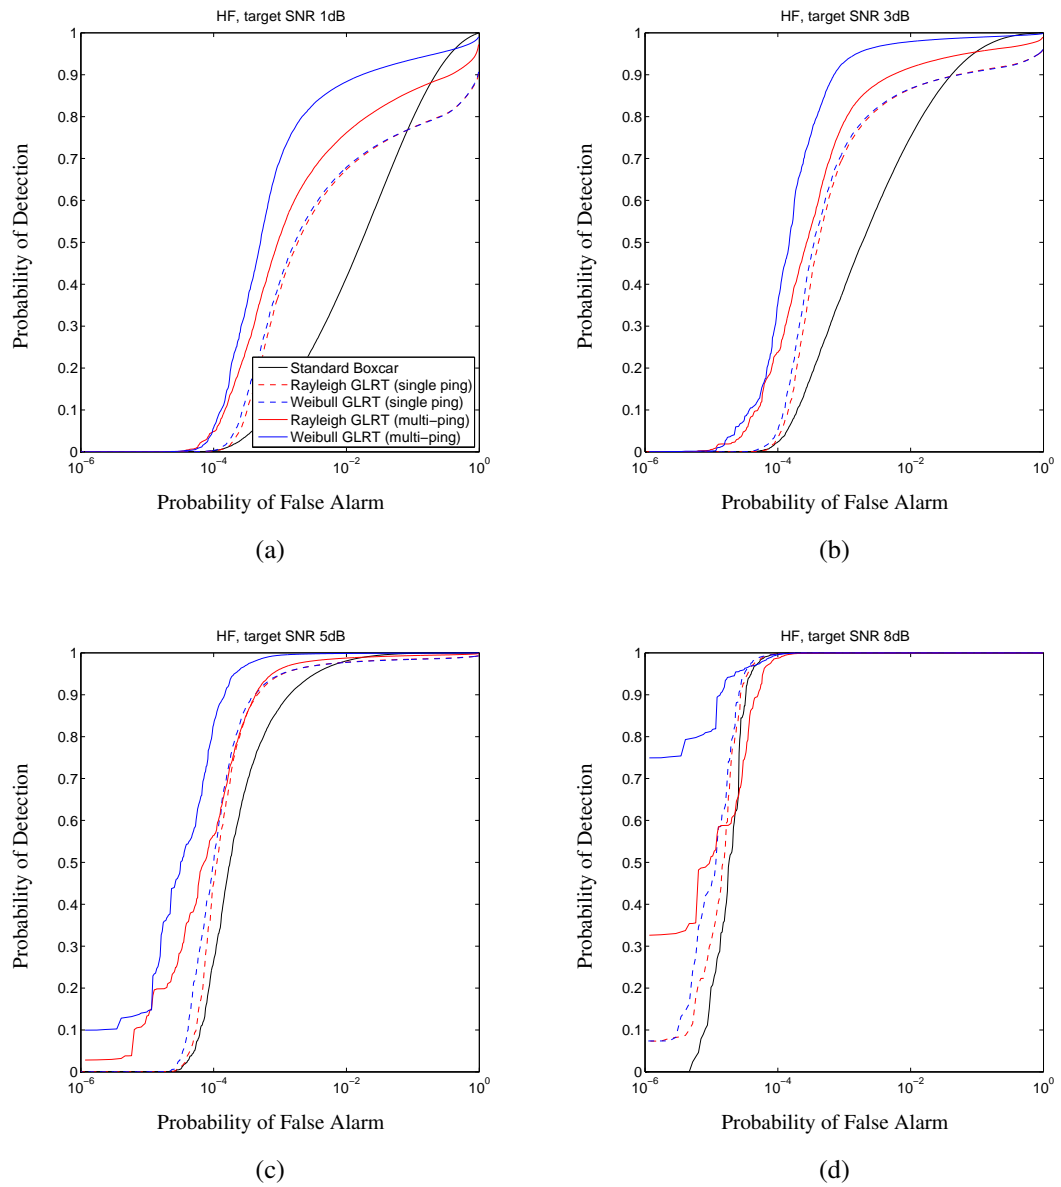 HF, target SNR 1dB
1
0.9
0.8
0.7
0.6
0.5
0.4
0.3
0.2
0.1
0
Probability of Detection
Standard Boxcar
Rayleigh GLRT (single ping)
Weibull GLRT (single ping)
Rayleigh GLRT (multi-ping)
Weibull GLRT (multi-ping)
10^-6 10^-4 10^-2 10^0
Probability of False Alarm
(a)
HF, target SNR 3dB
1
0.9
0.8
0.7
0.6
0.5
0.4
0.3
0.2
0.1
0
Probability of Detection
10^-6 10^-4 10^-2 10^0
Probability of False Alarm
(b)
HF, target SNR 5dB
1
0.9
0.8
0.7
0.6
0.5
0.4
0.3
0.2
0.1
0
Probability of Detection
10^-6 10^-4 10^-2 10^0
Probability of False Alarm
(c)
HF, target SNR 8dB
1
0.9
0.8
0.7
0.6
0.5
0.4
0.3
0.2
0.1
0
Probability of Detection
10^-6 10^-4 10^-2 10^0
Probability of False Alarm
(d)